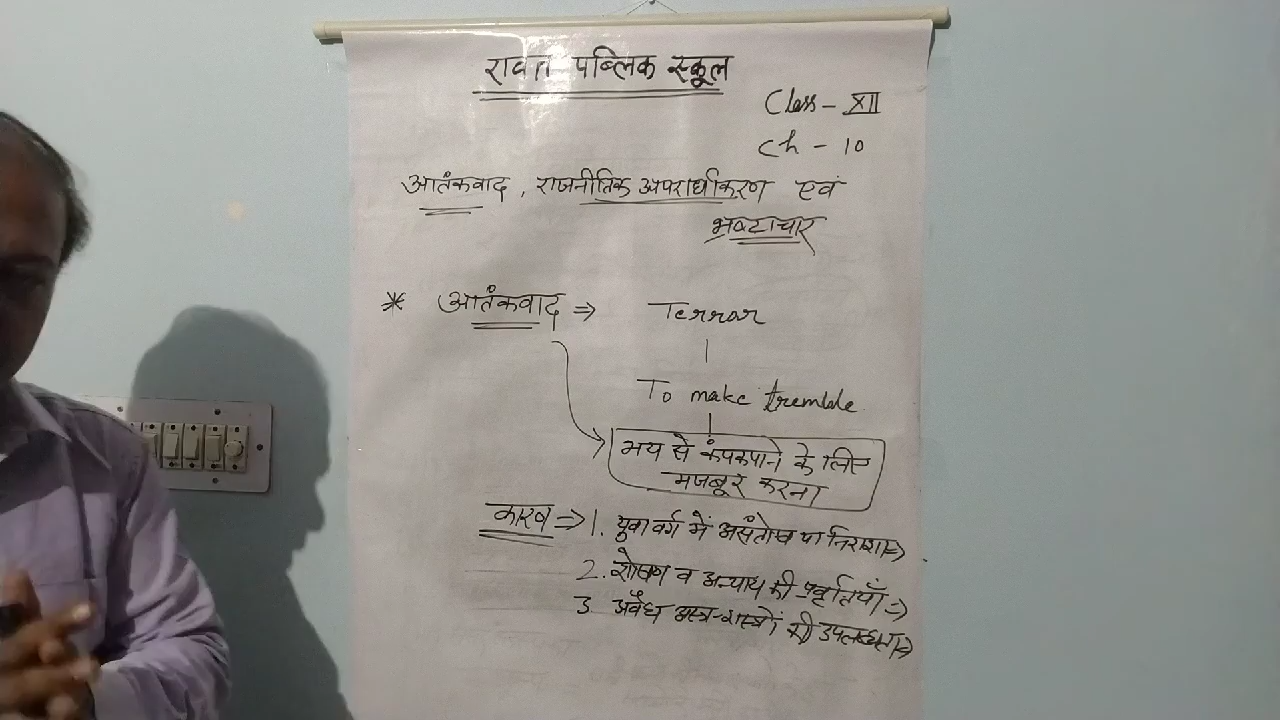 रावत पब्लिक स्कूल
Class - XII
Ch - 10
आतंकवाद, राजनीतिक अपराधीकरण एवं
भ्रष्टाचार
* आतंकवाद ⇒ Terror
To make tremble
भय से कंपकपाने के लिए
मजबूर करना
कारण ⇒ 1. युवा वर्ग में असंतोष या निराशा ⇒
2. शोषण व अन्याय की प्रवृतियाँ ⇒
3 अवैध अस्त्र-शस्त्रों की उपलब्धता ⇒